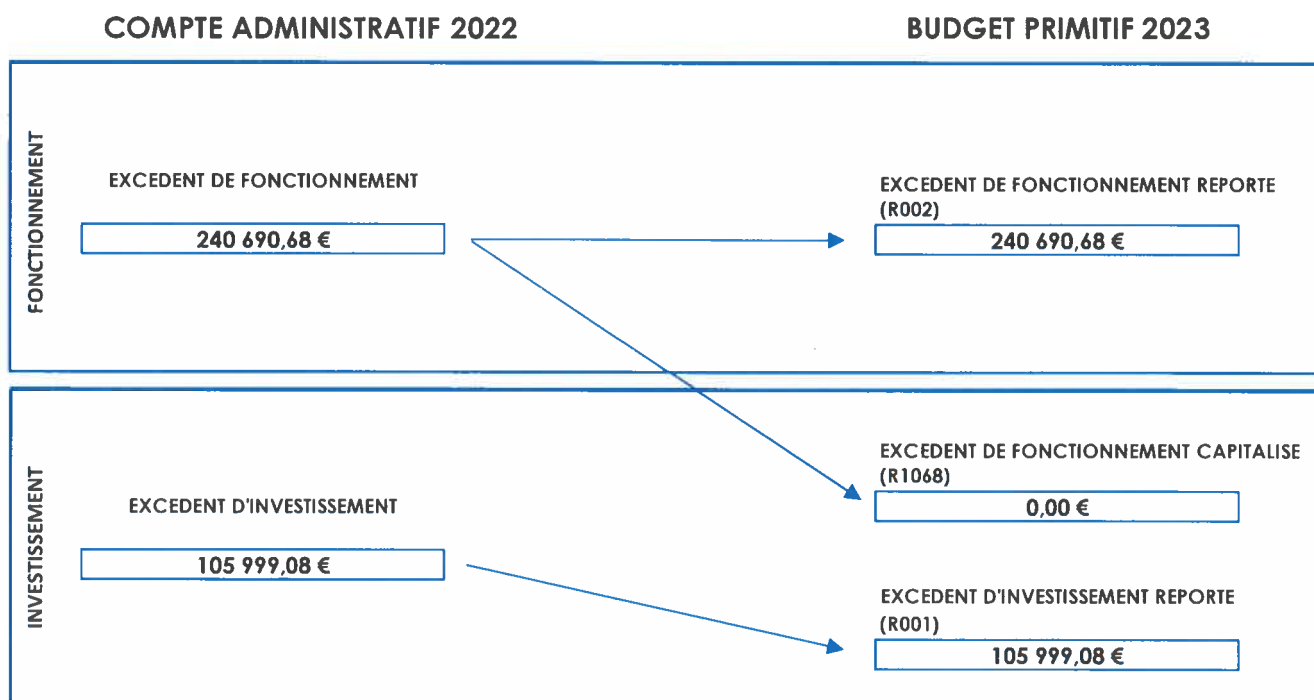 COMPTE ADMINISTRATIF 2022
BUDGET PRIMITIF 2023
FONCTIONNEMENT
EXCEDENT DE FONCTIONNEMENT
240 690,68 €
EXCEDENT DE FONCTIONNEMENT REPORTE
(R002)
240 690,68 €
INVESTISSEMENT
EXCEDENT D'INVESTISSEMENT
105 999,08 €
EXCEDENT DE FONCTIONNEMENT CAPITALISE
(R1068)
0,00 €
EXCEDENT D'INVESTISSEMENT REPORTE
(R001)
105 999,08 €